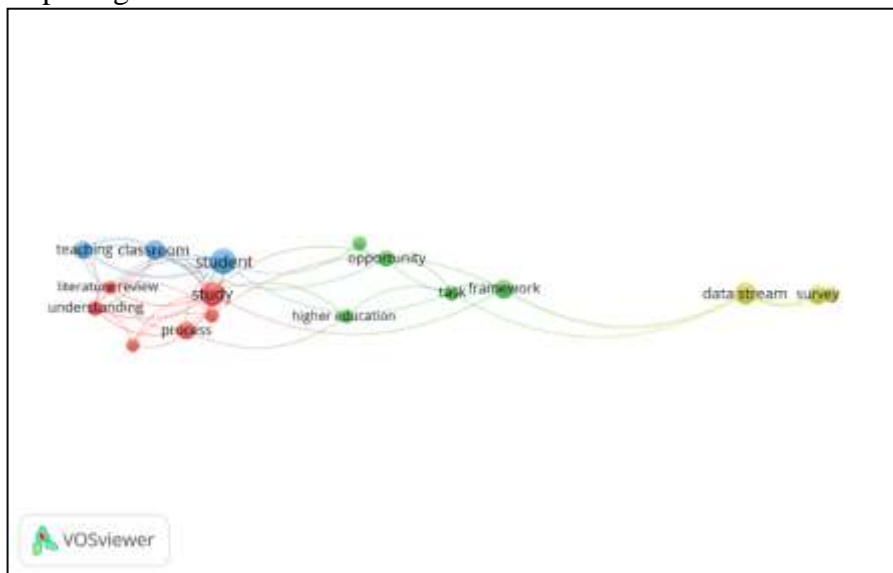 teaching classroom
student
opportunity
literature review
study
understanding
task framework
data stream survey
process
higher education
VOSviewer